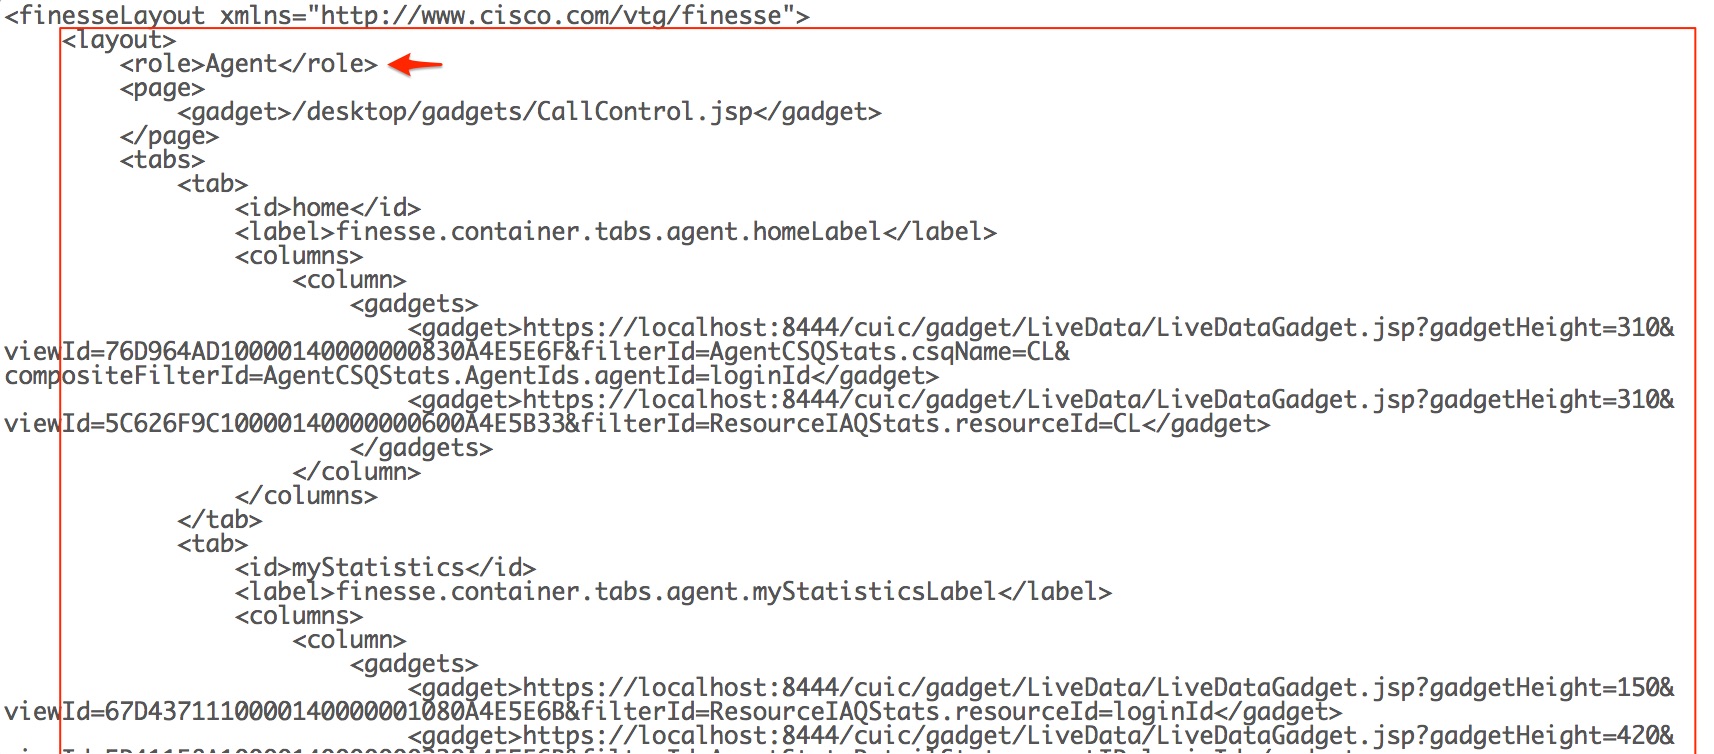 <finesseLayout xmlns="http://www.cisco.com/vtg/finesse">
<layout>
<role>Agent</role>
<page>
<gadget>/desktop/gadgets/CallControl.jsp</gadget>
</page>
<tabs>
<tab>
<id>home</id>
<label>finesse.container.tabs.agent.homeLabel</label>
<columns>
<column>
<gadgets>
<gadget>https://localhost:8444/cuic/gadget/LiveData/LiveDataGadget.jsp?gadgetHeight=310&
viewId=76D964AD10000140000000830A4E5E6F&filterId=AgentCSQStats.csqName=CL&
compositeFilterId=AgentCSQStats.AgentIds.agentId=loginId</gadget>
<gadget>https://localhost:8444/cuic/gadget/LiveData/LiveDataGadget.jsp?gadgetHeight=310&
viewId=5C626F9C10000140000000600A4E5B33&filterId=ResourceIAQStats.resourceId=CL</gadget>
</gadgets>
</column>
</columns>
</tab>
<tab>
<id>myStatistics</id>
<label>finesse.container.tabs.agent.myStatisticsLabel</label>
<columns>
<column>
<gadgets>
<gadget>https://localhost:8444/cuic/gadget/LiveData/LiveDataGadget.jsp?gadgetHeight=150&
viewId=67D4371110000140000001080A4E5E6B&filterId=ResourceIAQStats.resourceId=loginId</gadget>
<gadget>https://localhost:8444/cuic/gadget/LiveData/LiveDataGadget.jsp?gadgetHeight=420&